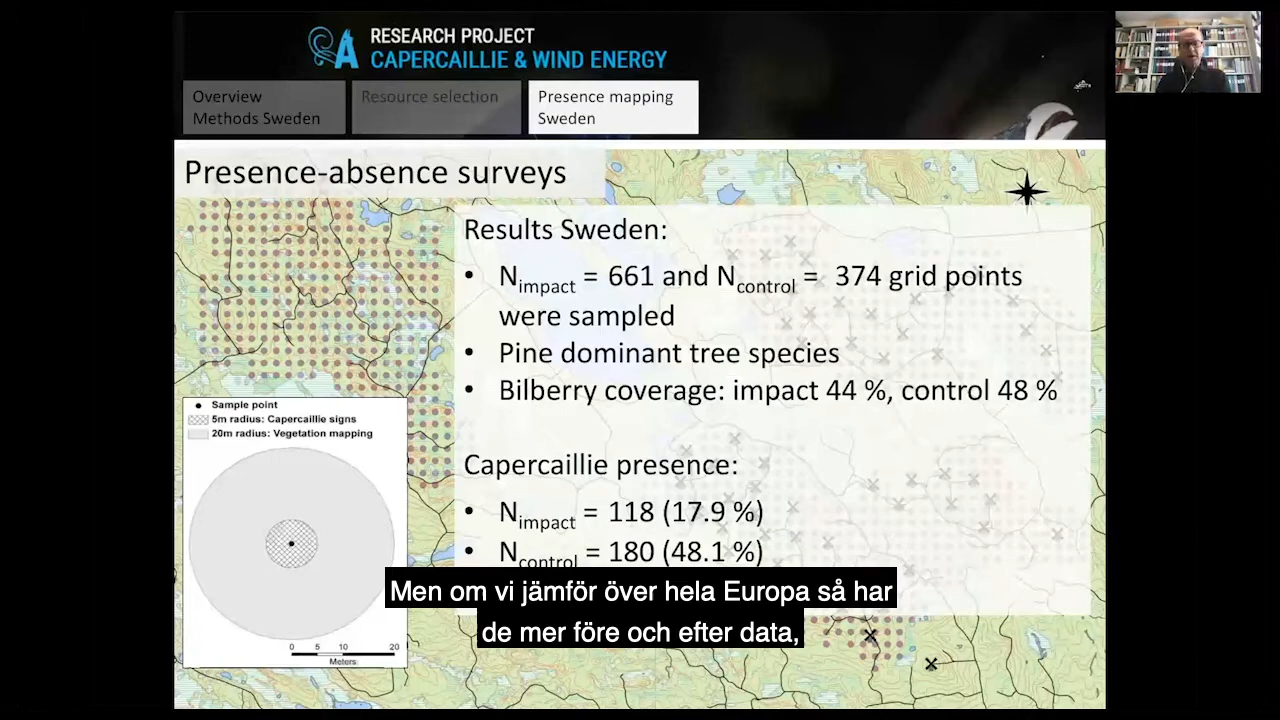 RESEARCH PROJECT
CAPERCAILLIE & WIND ENERGY
Overview
Methods Sweden
Resource selection
Presence mapping
Sweden
Presence-absence surveys
Results Sweden:
• Nimpact = 661 and Ncontrol = 374 grid points
were sampled
• Pine dominant tree species
• Bilberry coverage: impact 44 %, control 48 %
Capercaillie presence:
• Nimpact = 118 (17.9 %)
• Ncontrol = 180 (48.1 %)
Sample point
5m radius: Capercaillie signs
20m radius: Vegetation mapping
0 5 10 20
Meters
Men om vi jämför över hela Europa så har
de mer före och efter data,